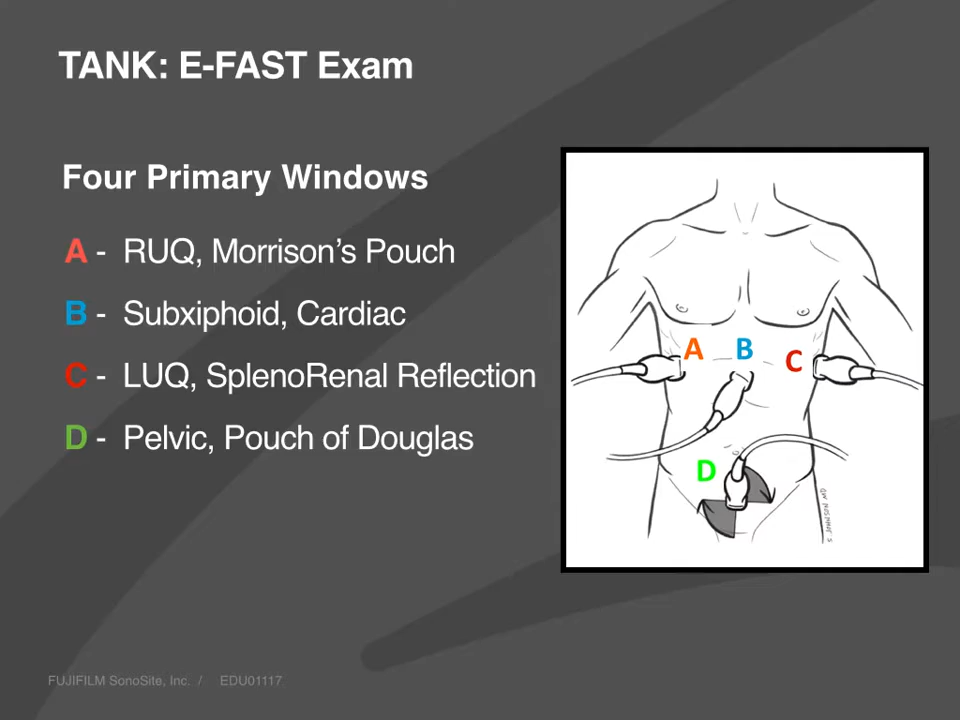 TANK: E-FAST Exam
Four Primary Windows
A - RUQ, Morrison’s Pouch
B - Subxiphoid, Cardiac
C - LUQ, SplenoRenal Reflection
D - Pelvic, Pouch of Douglas
A
B
C
D
FUJIFILM SonoSite, Inc. / EDU01117